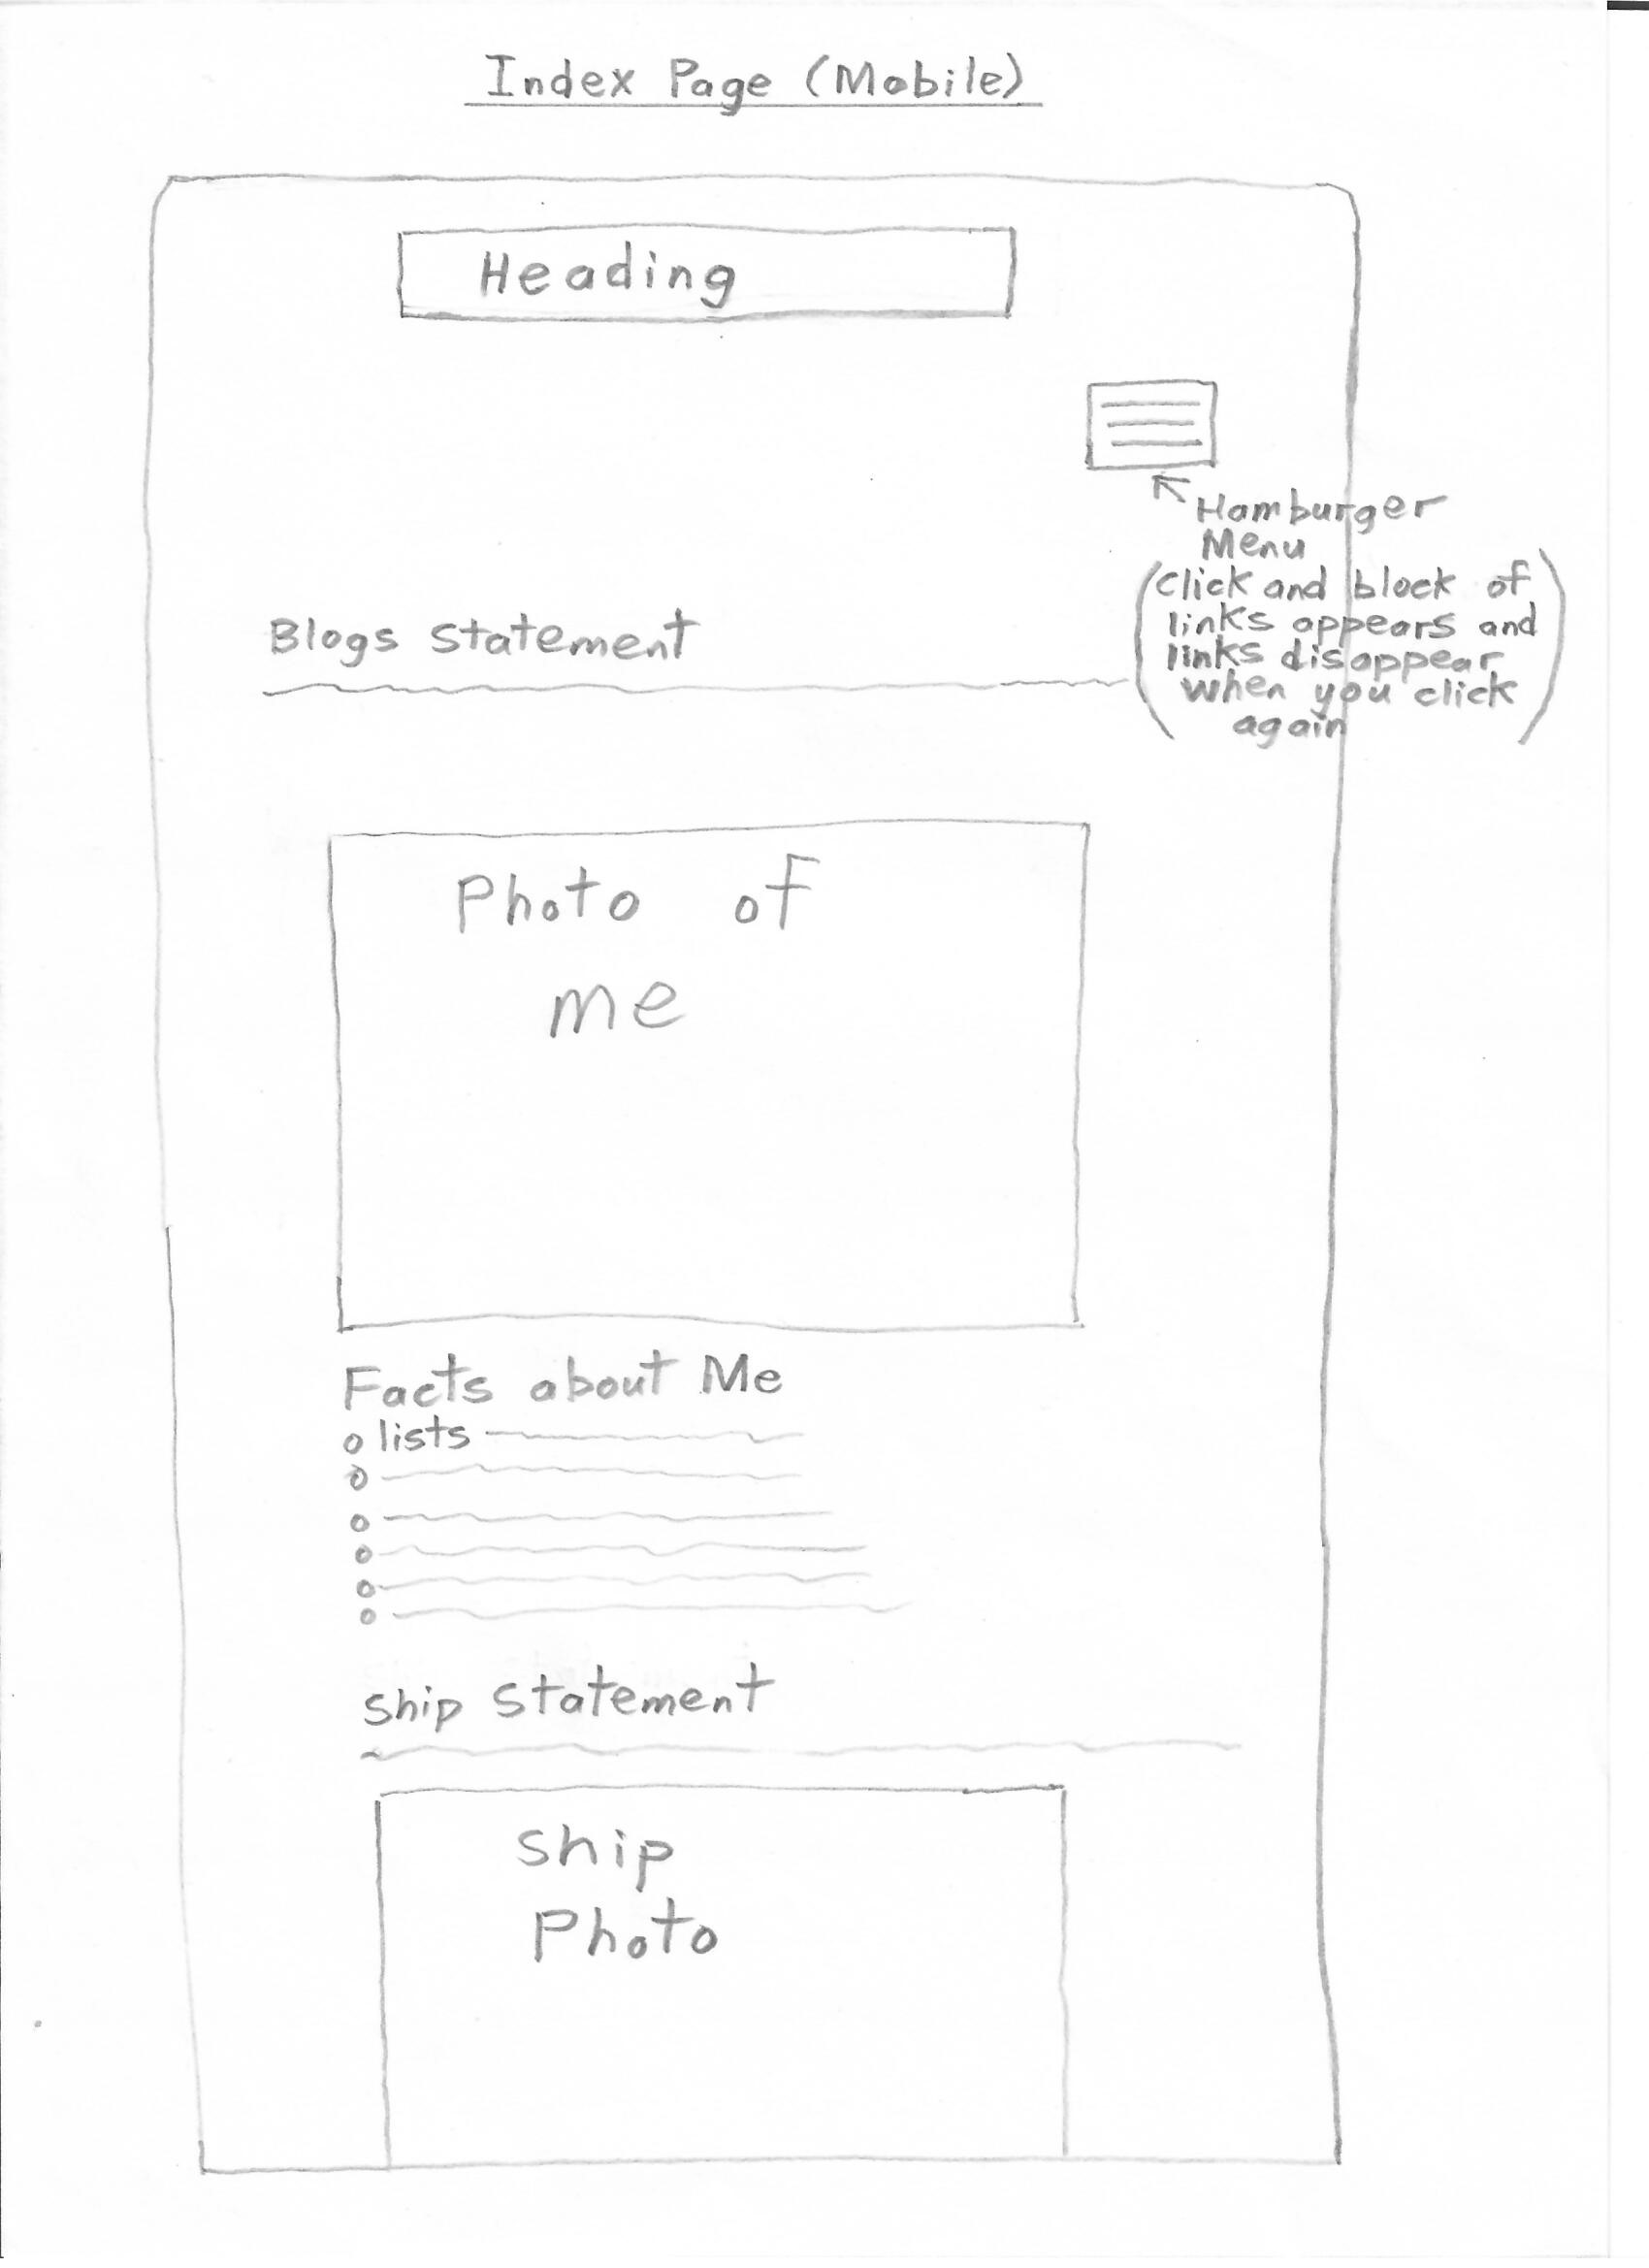 Index Page (Mobile)
Heading
Hamburger
Menu
(click and block of
links appears and
links disappear
when you click
again)
Blogs statement
Photo of
me
Facts about Me
lists
ship statement
ship
Photo